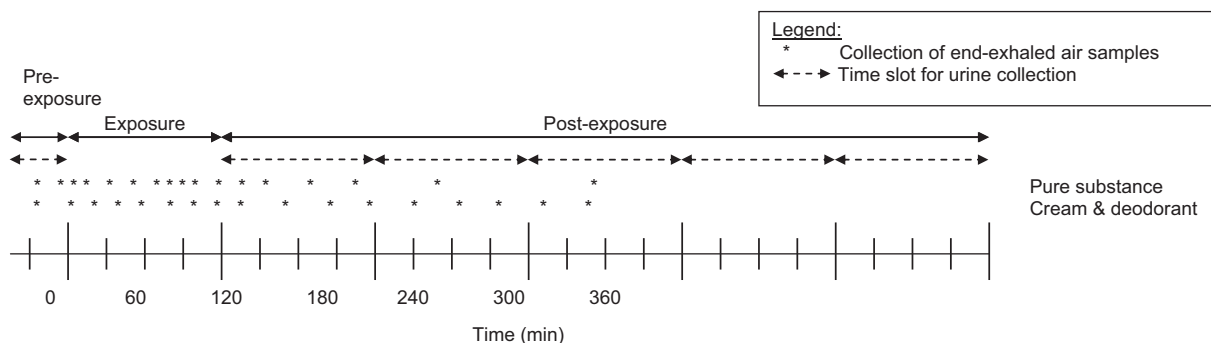 Legend:
* Collection of end-exhaled air samples
Time slot for urine collection
Pre-
exposure
Exposure
Post-exposure
* * * * * * * * * * * * * * * * * * Pure substance
* * * * * * * * * * * * * * * * * * Cream & deodorant
0 60 120 180 240 300 360
Time (min)